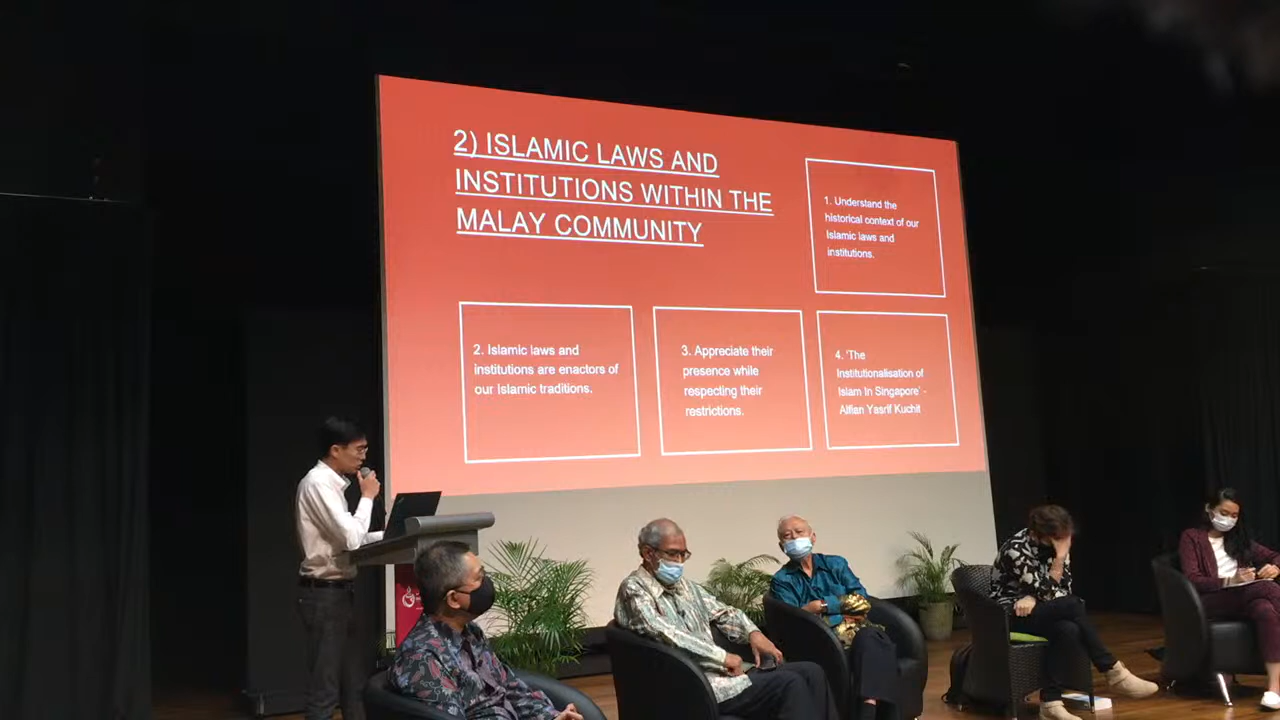 2) ISLAMIC LAWS AND
INSTITUTIONS WITHIN THE
MALAY COMMUNITY
1. Understand the
historical context of our
Islamic laws and
institutions.
2. Islamic laws and
institutions are enactors of
our Islamic traditions.
3. Appreciate their
presence while
respecting their
restrictions.
4. 'The
Institutionalisation of
Islam In Singapore' -
Alfian Yasrif Kuchit